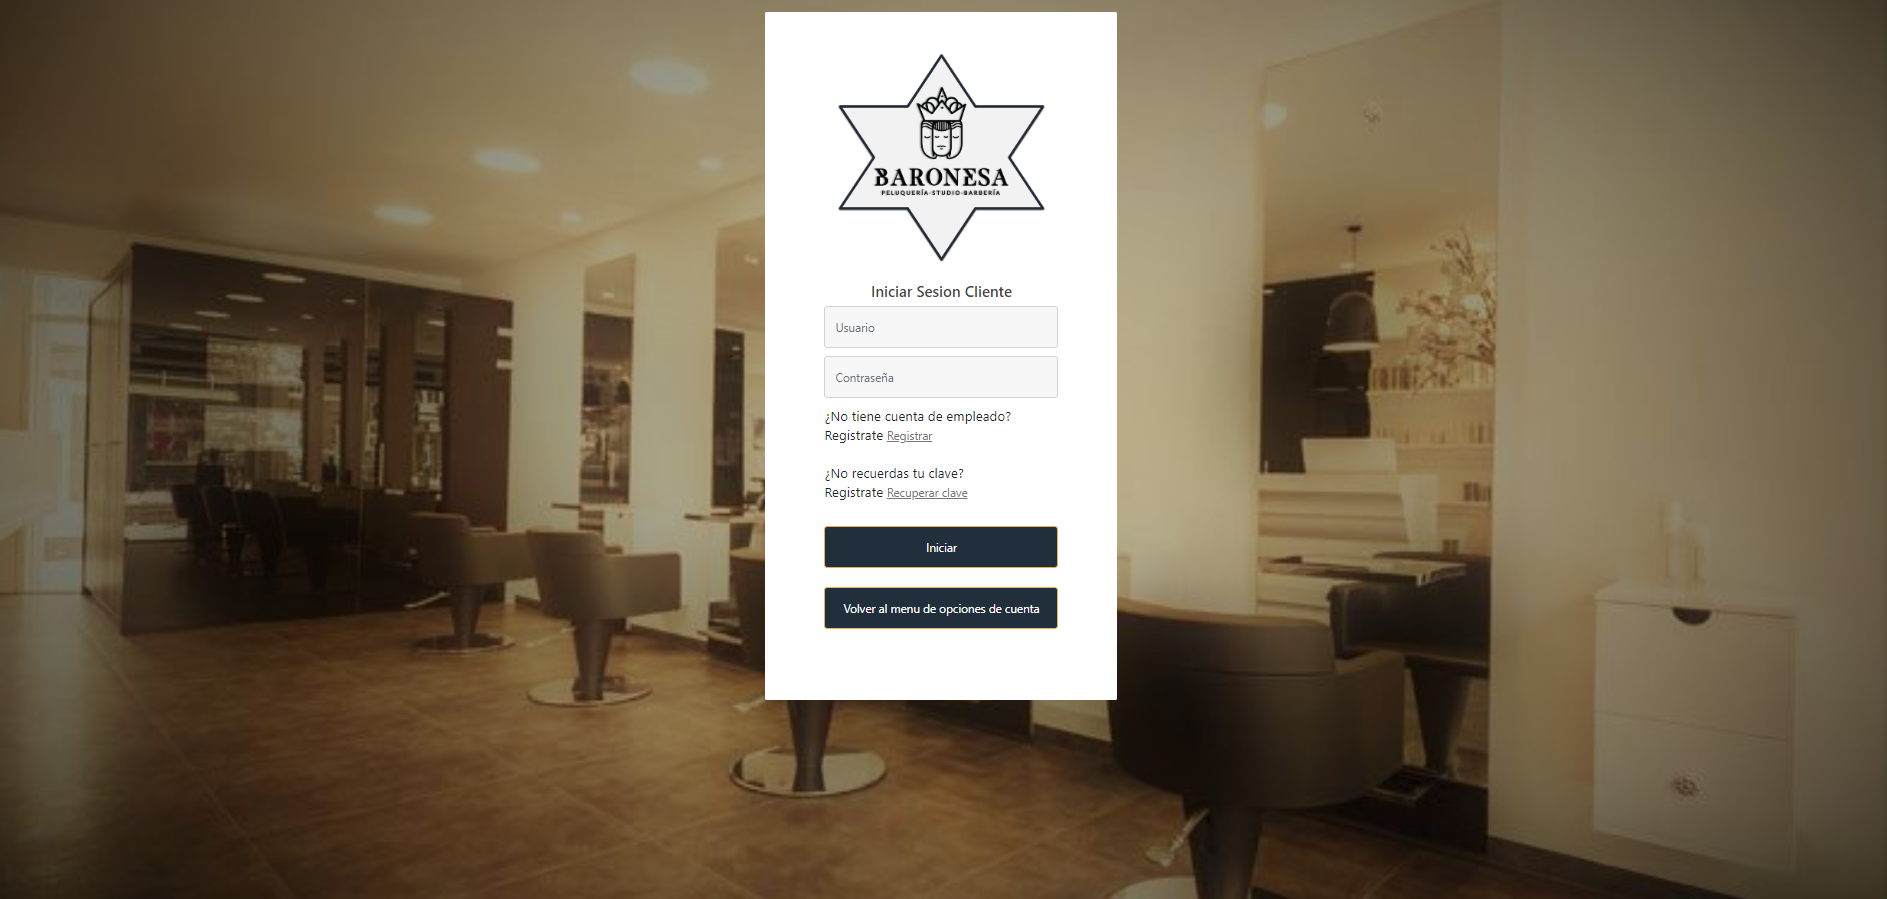 BARONESA
PELUQUERÍA-STUDIO-BARBERÍA
Iniciar Sesion Cliente
Usuario
Contraseña
¿No tiene cuenta de empleado?
Registrate Registrar
¿No recuerdas tu clave?
Registrate Recuperar clave
Iniciar
Volver al menu de opciones de cuenta